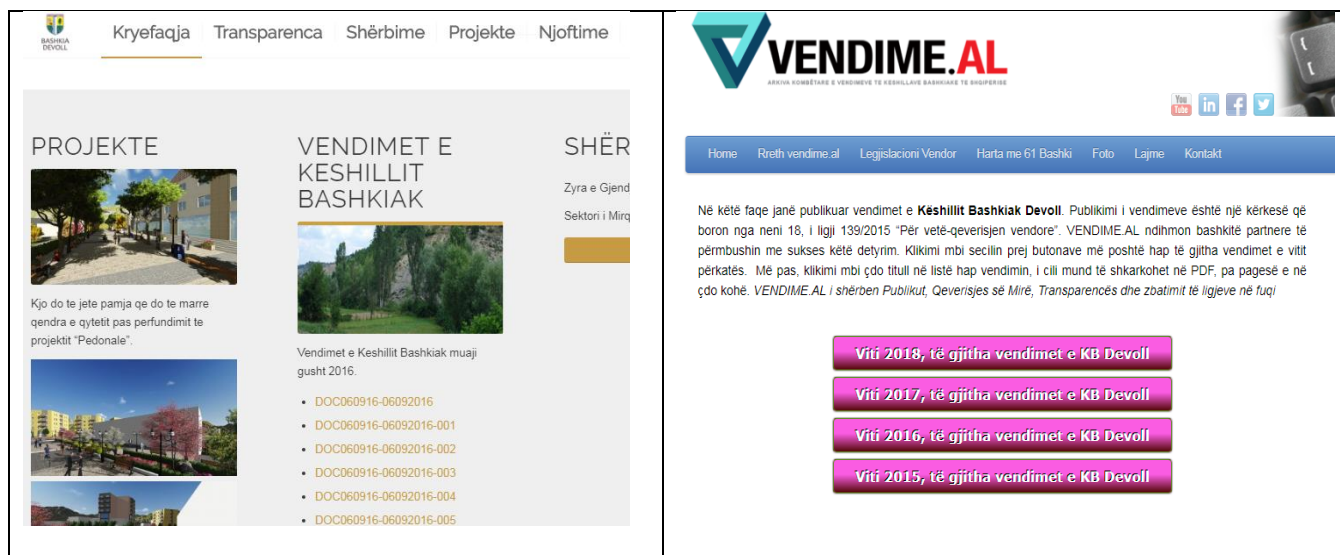 BASHKIA
DEVOLL
Kryefaqja Transparenca Shërbime Projekte Njoftime
PROJEKTE
Kjo do te jete pamja qe do te marre
qendra e qytetit pas perfundimit te
projektit “Pedonale”.
VENDIMET E
KESHILLIT
BASHKIAK
Vendimet e Keshillit Bashkiak muaji
gusht 2016.
• DOC060916-06092016
• DOC060916-06092016-001
• DOC060916-06092016-002
• DOC060916-06092016-003
• DOC060916-06092016-004
• DOC060916-06092016-005
SHËR
Zyra e Gjend
Sektori i Mirq
VENDIME.AL
ARKIVA KOMBËTARE E VENDIMEVE TE KESHILLAVE BASHKIAKE TE SHQIPERISE
You
Tube
in f
Home Rreth vendime.al Legjislacioni Vendor Harta me 61 Bashki Foto Lajme Kontakt
Në këtë faqe janë publikuar vendimet e Këshillit Bashkiak Devoll. Publikimi i vendimeve është një kërkesë që
boron nga neni 18, i ligji 139/2015 “Për vetë-qeverisjen vendore”. VENDIME.AL ndihmon bashkitë partnere të
përmbushin me sukses këtë detyrim. Klikimi mbi secilin prej butonave më poshtë hap të gjitha vendimet e vitit
përkatës. Më pas, klikimi mbi çdo titull në listë hap vendimin, i cili mund të shkarkohet në PDF, pa pagesë e në
çdo kohë. VENDIME.AL i shërben Publikut, Qeverisjes së Mirë, Transparencës dhe zbatimit të ligjeve në fuqi
Viti 2018, të gjitha vendimet e KB Devoll
Viti 2017, të gjitha vendimet e KB Devoll
Viti 2016, të gjitha vendimet e KB Devoll
Viti 2015, të gjitha vendimet e KB Devoll